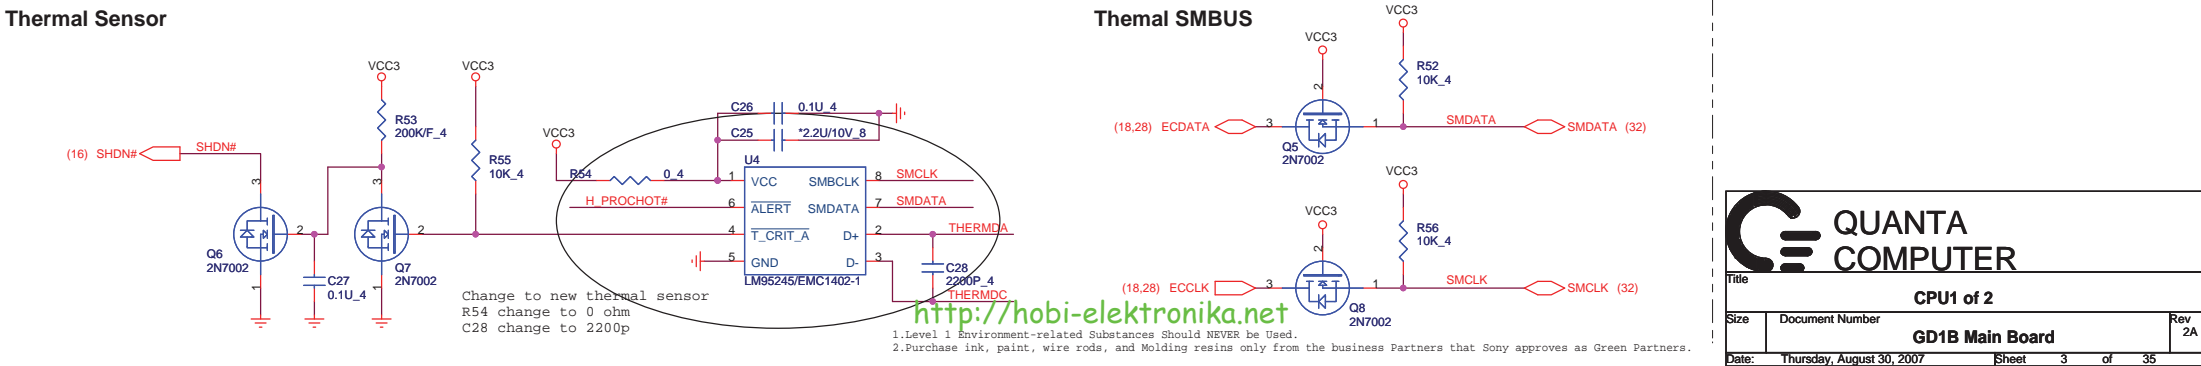 Thermal Sensor
VCC3
R53
200K/F_4
VCC3
R55
10K_4
(16) SHDN#
SHDN#
3
2
1
Q6
2N7002
C27
0.1U_4
3
2
1
Q7
2N7002
VCC3
R54
0_4
C26
0.1U_4
C25
*2.2U/10V_8
U4
1 VCC
6 ALERT
4 T_CRIT_A
5 GND
SMBCLK 8
SMDATA 7
D+ 2
D- 3
LM95245/EMC1402-1
H_PROCHOT#
SMCLK
SMDATA
THERMDA
C28
2200P_4
THERMDC
Change to new thermal sensor
R54 change to 0 ohm
C28 change to 2200p
Themal SMBUS
VCC3
VCC3
R52
10K_4
(18,28) ECDATA
3
2
1
Q5
2N7002
SMDATA
SMDATA (32)
VCC3
VCC3
R56
10K_4
(18,28) ECCLK
3
2
1
Q8
2N7002
SMCLK
SMCLK (32)
http://hobi-elektronika.net
1.Level 1 Environment-related Substances Should NEVER be Used.
2.Purchase ink, paint, wire rods, and Molding resins only from the business Partners that Sony approves as Green Partners.
QUANTA
COMPUTER
Title
CPU1 of 2
Size
Document Number
Rev
GD1B Main Board
2A
Date: Thursday, August 30, 2007
Sheet 3 of 35